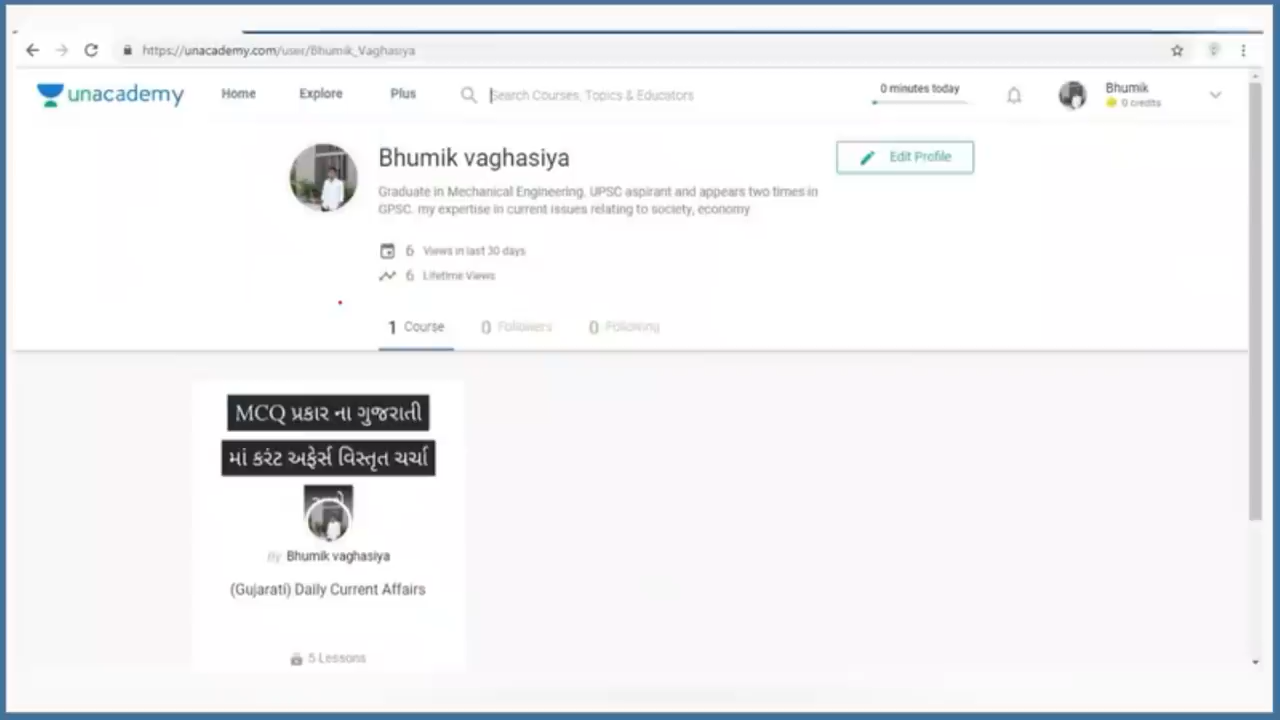 https://unacademy.com/user/Bhumik_Vaghasiya
unacademy
Home
Explore
Plus
Search Courses, Topics & Educators
0 minutes today
Bhumik
0 credits
Bhumik vaghasiya
Edit Profile
Graduate in Mechanical Engineering. UPSC aspirant and appears two times in
GPSC. my expertise in current issues relating to society, economy
6 Views in last 30 days
6 Lifetime Views
1 Course
0 Followers
0 Following
MCQ પ્રકાર ના ગુજરાતી
માં કરંટ અફેર્સ વિસ્તૃત ચર્ચા
By Bhumik vaghasiya
(Gujarati) Daily Current Affairs
5 Lessons